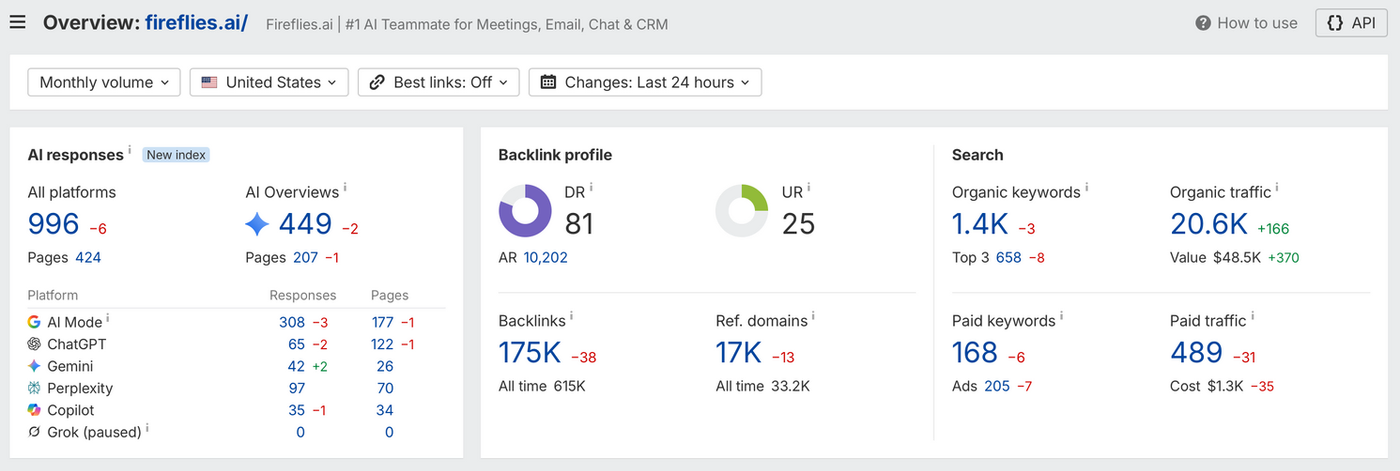 Overview: fireflies.ai/ Fireflies.ai | #1 AI Teammate for Meetings, Email, Chat & CRM How to use {} API
Monthly volume United States Best links: Off Changes: Last 24 hours
AI responses i New index
All platforms AI Overviews i
996 −6 449 −2
Pages 424 Pages 207 −1
Platform Responses Pages
AI Mode i 308 −3 177 −1
ChatGPT 65 −2 122 −1
Gemini 42 +2 26
Perplexity 97 70
Copilot 35 −1 34
Grok (paused) i 0 0
Backlink profile
DR i UR i
81 25
AR 10,202
Backlinks i Ref. domains i
175K −38 17K −13
All time 615K All time 33.2K
Search
Organic keywords i Organic traffic i
1.4K −3 20.6K +166
Top 3 658 −8 Value $48.5K +370
Paid keywords i Paid traffic i
168 −6 489 −31
Ads 205 −7 Cost $1.3K −35